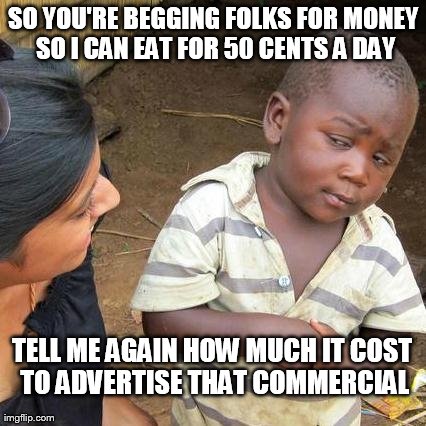 SO YOU'RE BEGGING FOLKS FOR MONEY
SO I CAN EAT FOR 50 CENTS A DAY
TELL ME AGAIN HOW MUCH IT COST
TO ADVERTISE THAT COMMERCIAL
imgflip.com